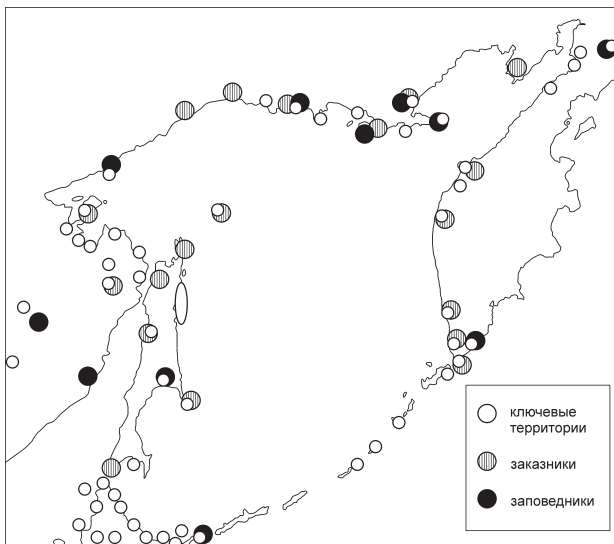 ключевые
территории
заказники
заповедники